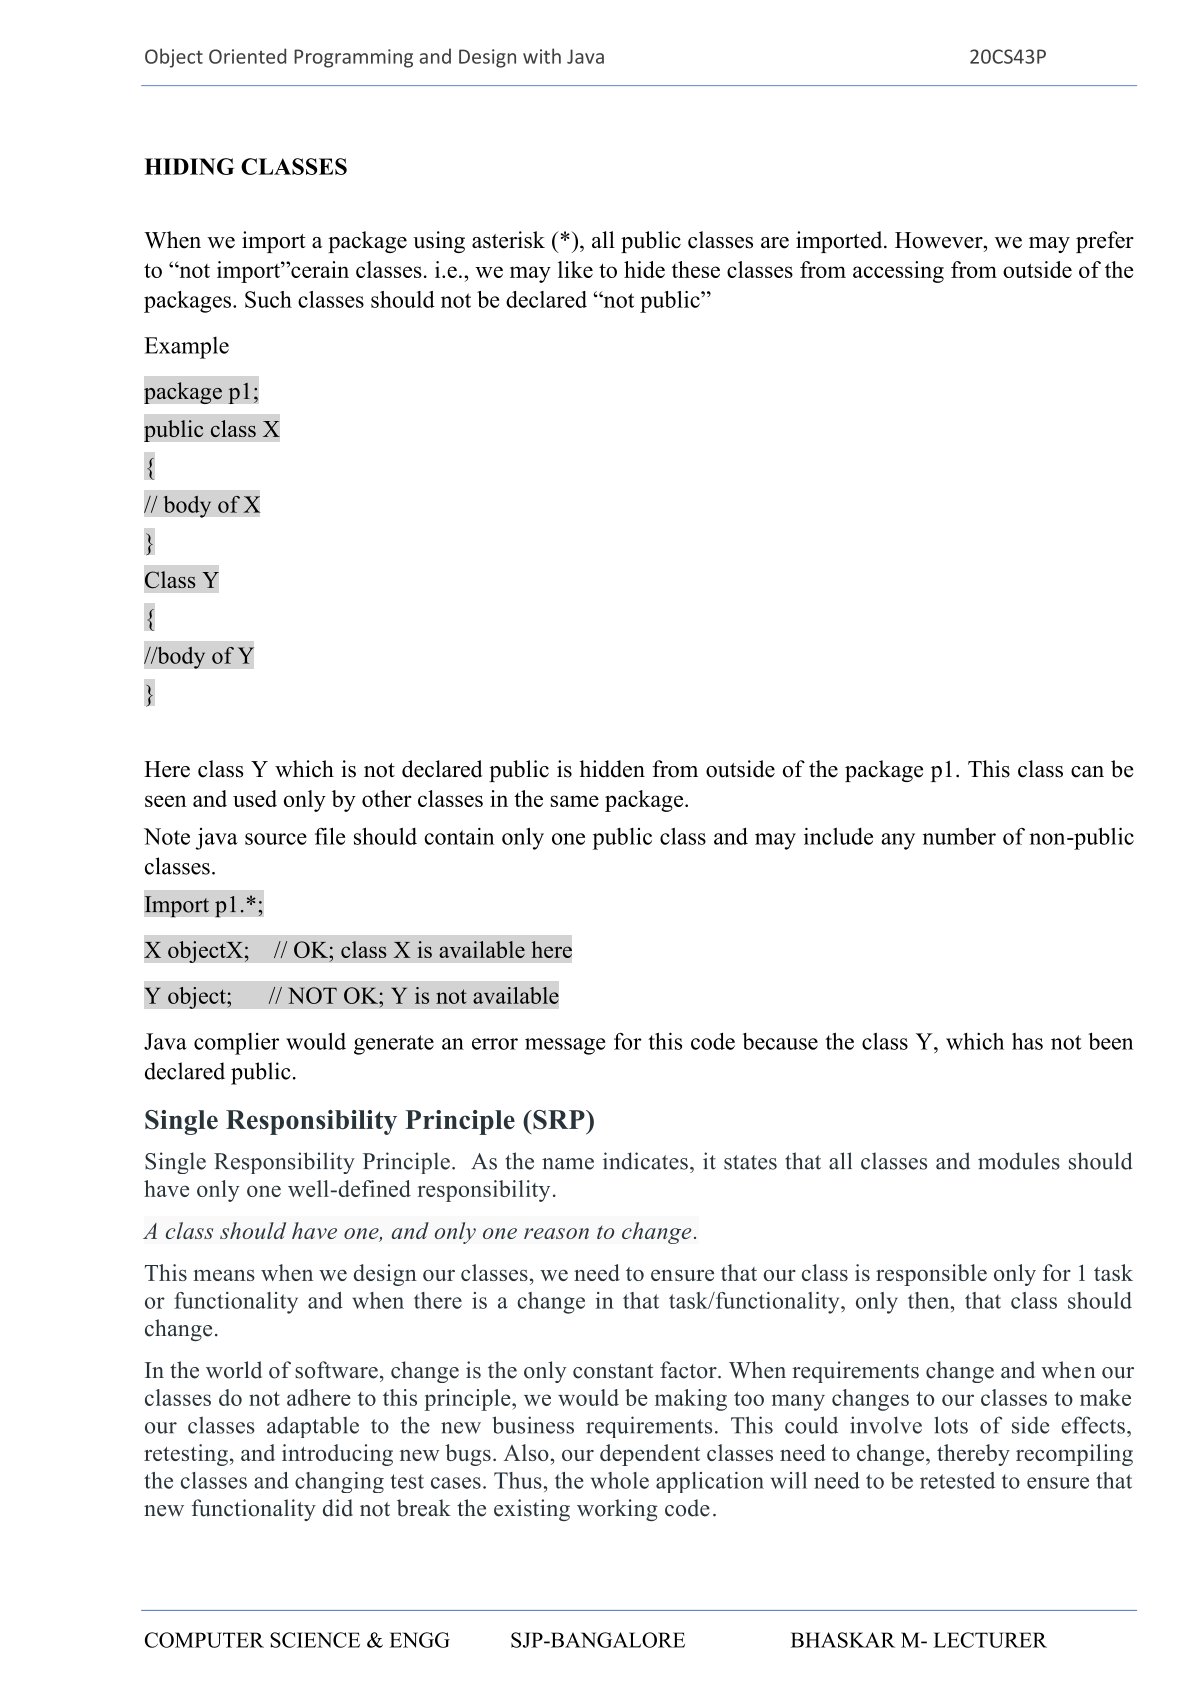 Object Oriented Programming and Design with Java 20CS43P
HIDING CLASSES
When we import a package using asterisk (*), all public classes are imported. However, we may prefer
to “not import”cerain classes. i.e., we may like to hide these classes from accessing from outside of the
packages. Such classes should not be declared “not public”
Example
package p1;
public class X
{
// body of X
}
Class Y
{
//body of Y
}
Here class Y which is not declared public is hidden from outside of the package p1. This class can be
seen and used only by other classes in the same package.
Note java source file should contain only one public class and may include any number of non-public
classes.
Import p1.*;
X objectX; // OK; class X is available here
Y object; // NOT OK; Y is not available
Java complier would generate an error message for this code because the class Y, which has not been
declared public.
Single Responsibility Principle (SRP)
Single Responsibility Principle. As the name indicates, it states that all classes and modules should
have only one well-defined responsibility.
A class should have one, and only one reason to change.
This means when we design our classes, we need to ensure that our class is responsible only for 1 task
or functionality and when there is a change in that task/functionality, only then, that class should
change.
In the world of software, change is the only constant factor. When requirements change and when our
classes do not adhere to this principle, we would be making too many changes to our classes to make
our classes adaptable to the new business requirements. This could involve lots of side effects,
retesting, and introducing new bugs. Also, our dependent classes need to change, thereby recompiling
the classes and changing test cases. Thus, the whole application will need to be retested to ensure that
new functionality did not break the existing working code.
COMPUTER SCIENCE & ENGG SJP-BANGALORE BHASKAR M- LECTURER